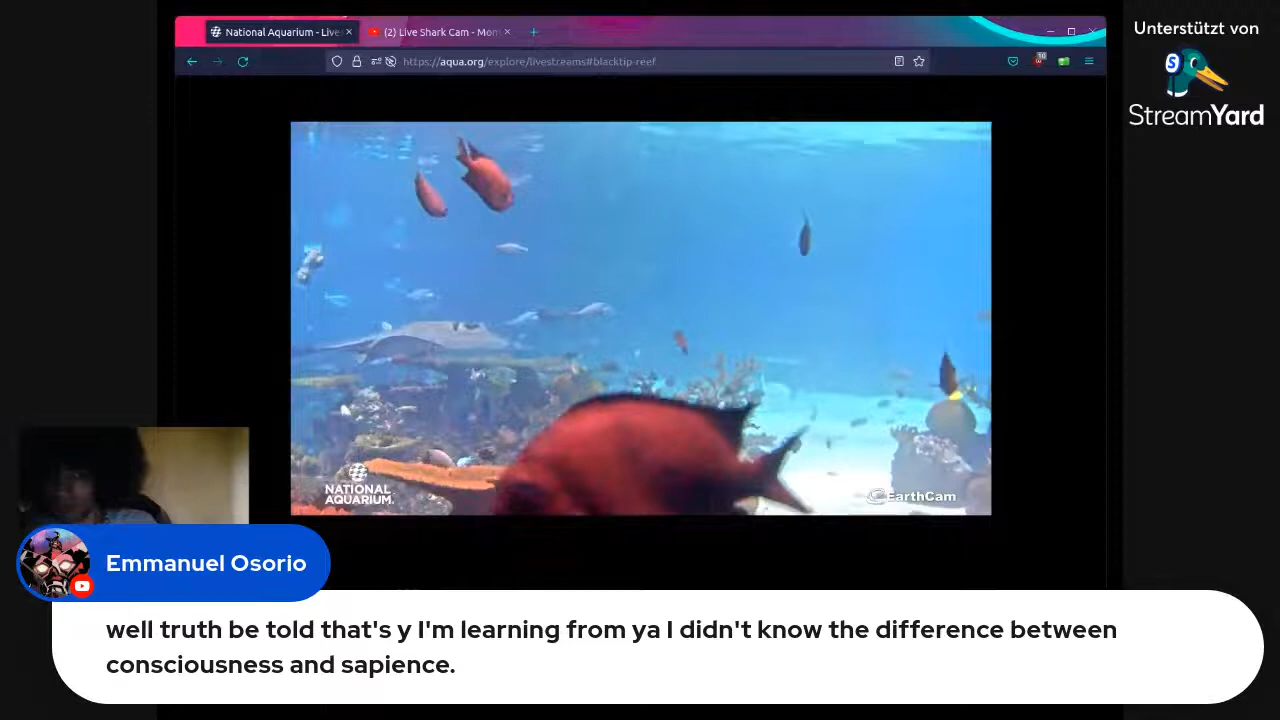 National Aquarium - Live
(2) Live Shark Cam - Mon
https://aqua.org/explore/livestreams#blacktip-reef
Unterstützt von
S
StreamYard
NATIONAL
AQUARIUM.
EarthCam
Emmanuel Osorio
well truth be told that's y I'm learning from ya I didn't know the difference between
consciousness and sapience.